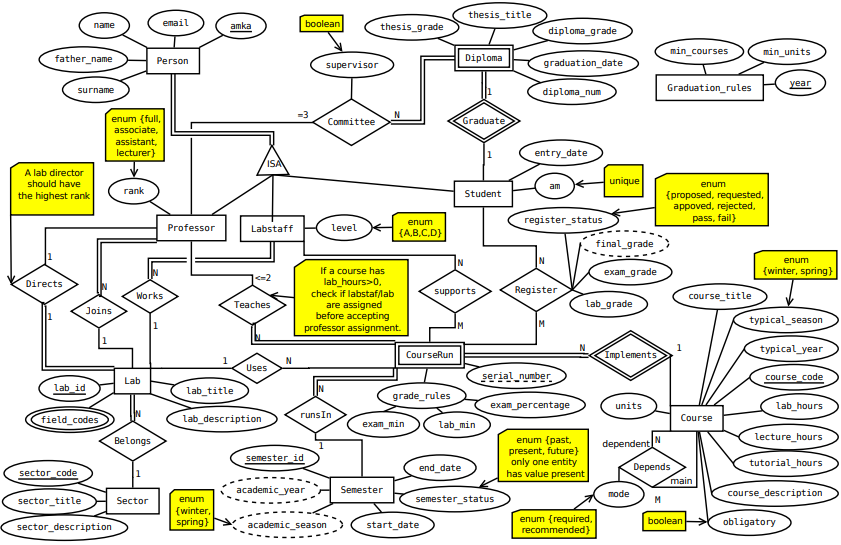 name
email
amka
father_name
surname
Person
boolean
supervisor
Committee
=3
N
thesis_grade
thesis_title
diploma_grade
graduation_date
diploma_num
Diploma
1
Graduate
1
min_courses
min_units
year
Graduation_rules
enum {full,
associate,
assistant,
lecturer}
ISA
entry_date
am
unique
Student
A lab director
should have
the highest rank
rank
Professor
Labstaff
level
enum
{A,B,C,D}
enum
{proposed, requested,
appoved, rejected,
pass, fail}
register_status
final_grade
exam_grade
lab_grade
enum
{winter, spring}
1
Directs
1
N
Joins
1
N
Works
1
<=2
Teaches
N
If a course has
lab_hours>0,
check if labstaf/lab
are assigned
before accepting
professor assignment.
N
supports
M
N
Register
M
course_title
typical_season
typical_year
course_code
lab_hours
lecture_hours
tutorial_hours
course_description
obligatory
units
Course
1
Implements
N
CourseRun
serial_number
1
Uses
N
lab_id
Lab
lab_title
field_codes
lab_description
N
runsIn
1
grade_rules
exam_percentage
exam_min
lab_min
N
Belongs
1
sector_code
sector_title
sector_description
Sector
enum
{winter,
spring}
semester_id
academic_year
academic_season
Semester
end_date
semester_status
start_date
enum {past,
present, future}
only one entity
has value present
dependent
N
Depends
main
M
mode
enum {required,
recommended}
boolean